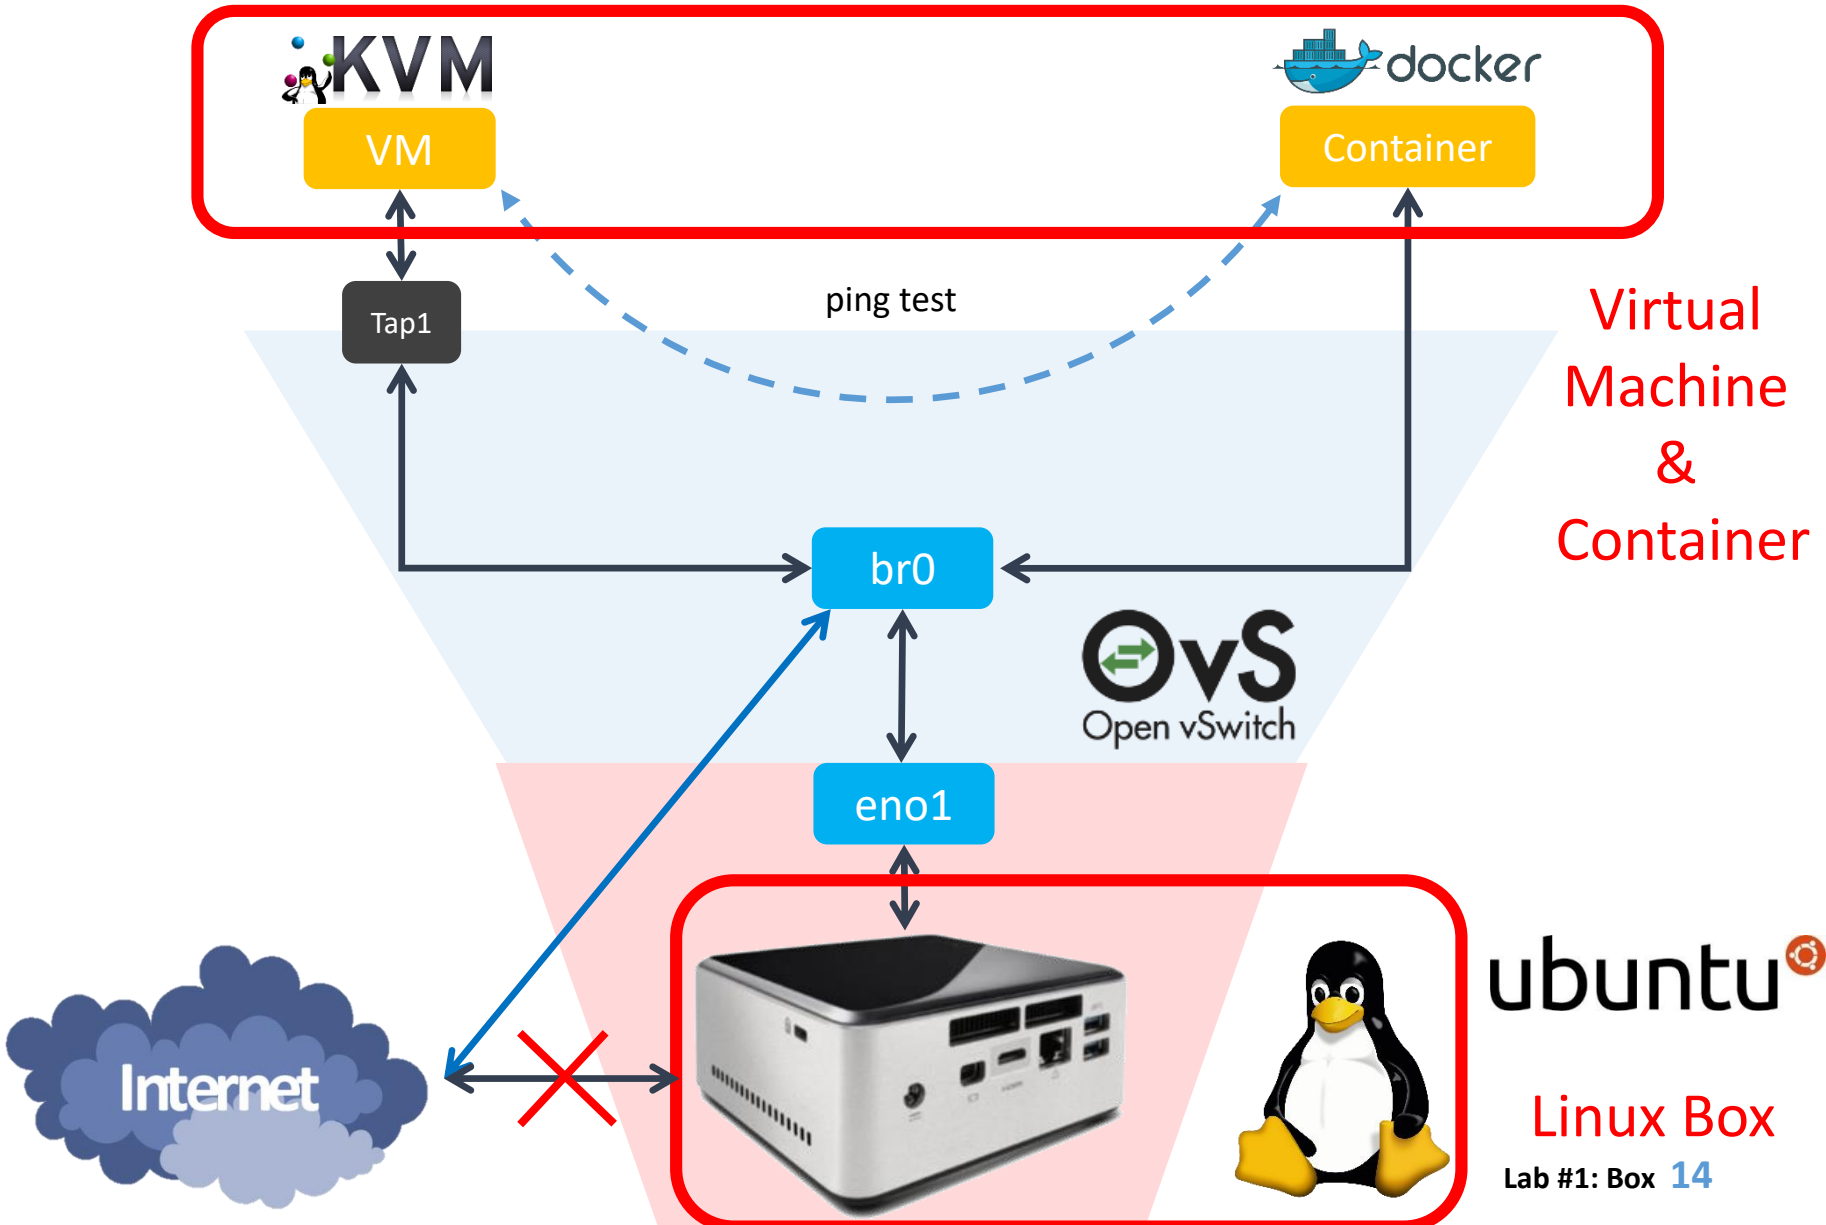 KVM
docker
VM
Container
ping test
Tap1
Virtual
Machine
&
Container
br0
OvS
Open vSwitch
eno1
ubuntu
Internet
Linux Box
Lab #1: Box 14